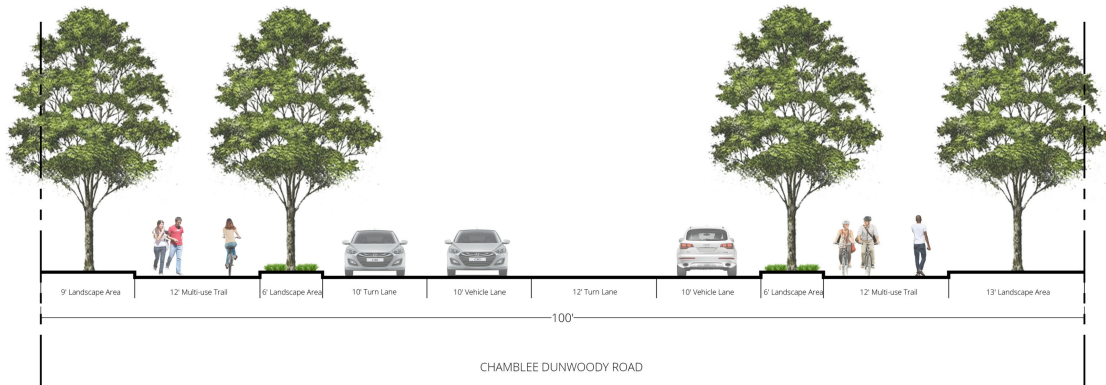 9' Landscape Area
12' Multi-use Trail
6' Landscape Area
10' Turn Lane
10' Vehicle Lane
12' Turn Lane
10' Vehicle Lane
6' Landscape Area
12' Multi-use Trail
13' Landscape Area
100'
CHAMBLEE DUNWOODY ROAD